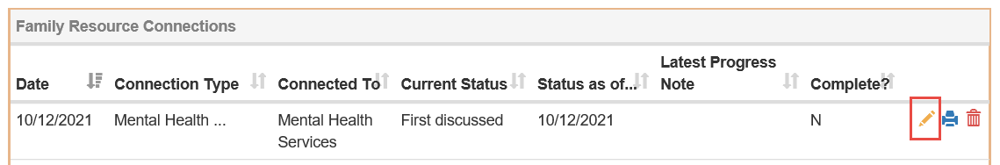 Family Resource Connections
Date Connection Type Connected To Current Status Status as of... Latest Progress Note Complete?
10/12/2021 Mental Health ... Mental Health Services First discussed 10/12/2021 N